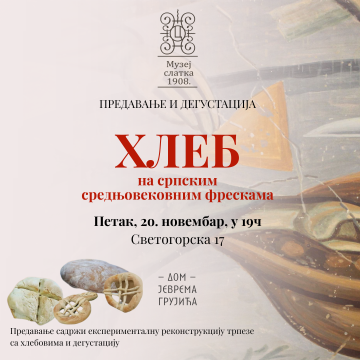 Музеј
слатка
1908.
ПРЕДАВАЊЕ И ДЕГУСТАЦИЈА
ХЛЕБ
на српским
средњовековним фрескама
Петак, 20. новембар, у 19ч
Светогорска 17
– ДОМ –
ЈЕВРЕМА
ГРУЈИЋА
Предавање садржи експерименталну реконструкцију трпезе
са хлебовима и дегустацију